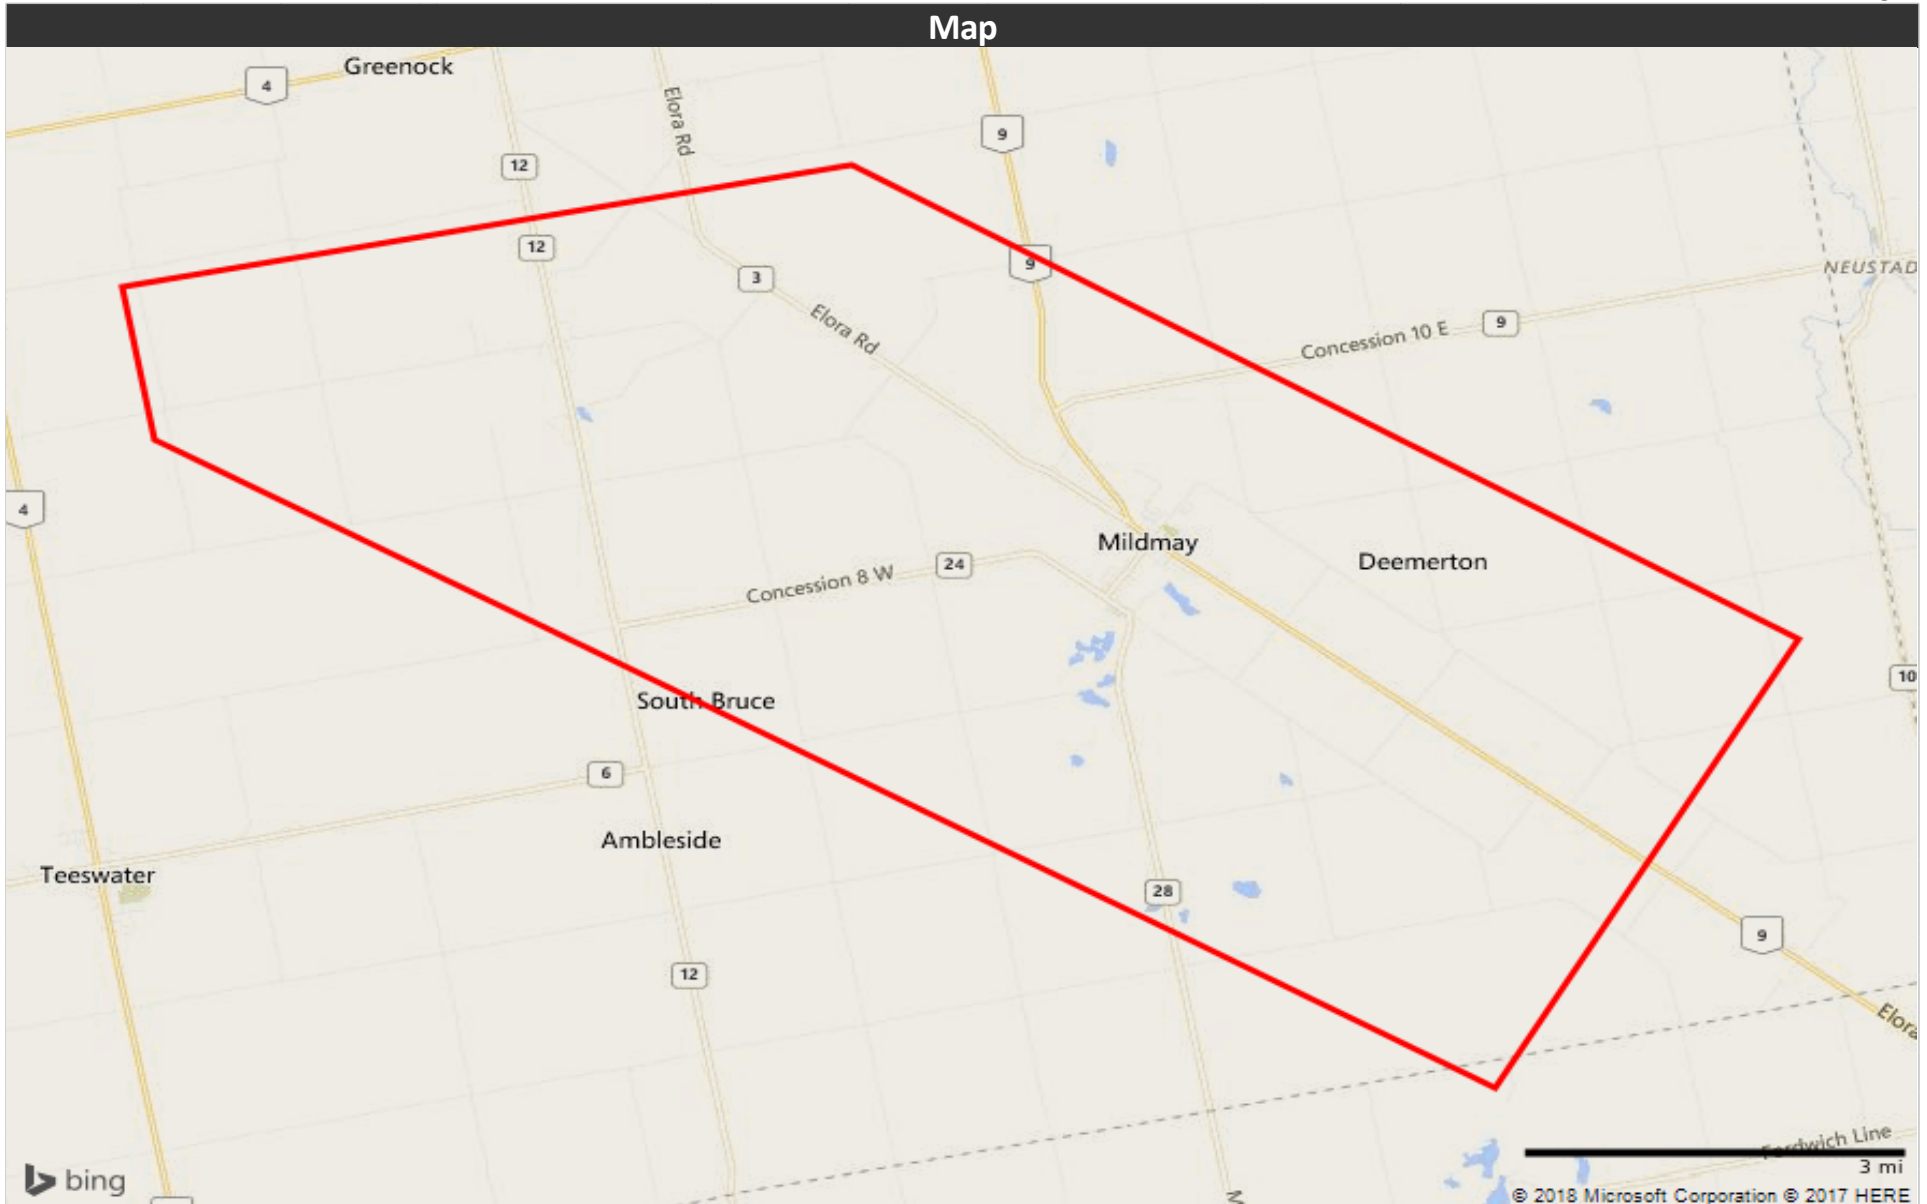 Map
Greenock
4
Elora Rd
9
12
12
9
3
NEUSTAD
Elora Rd
9
Concession 10 E
4
Mildmay
Deemerton
24
Concession 8 W
10
South Bruce
6
Ambleside
Teeswater
28
9
12
Elora
Fordwich Line
3 mi
bing
M
© 2018 Microsoft Corporation © 2017 HERE